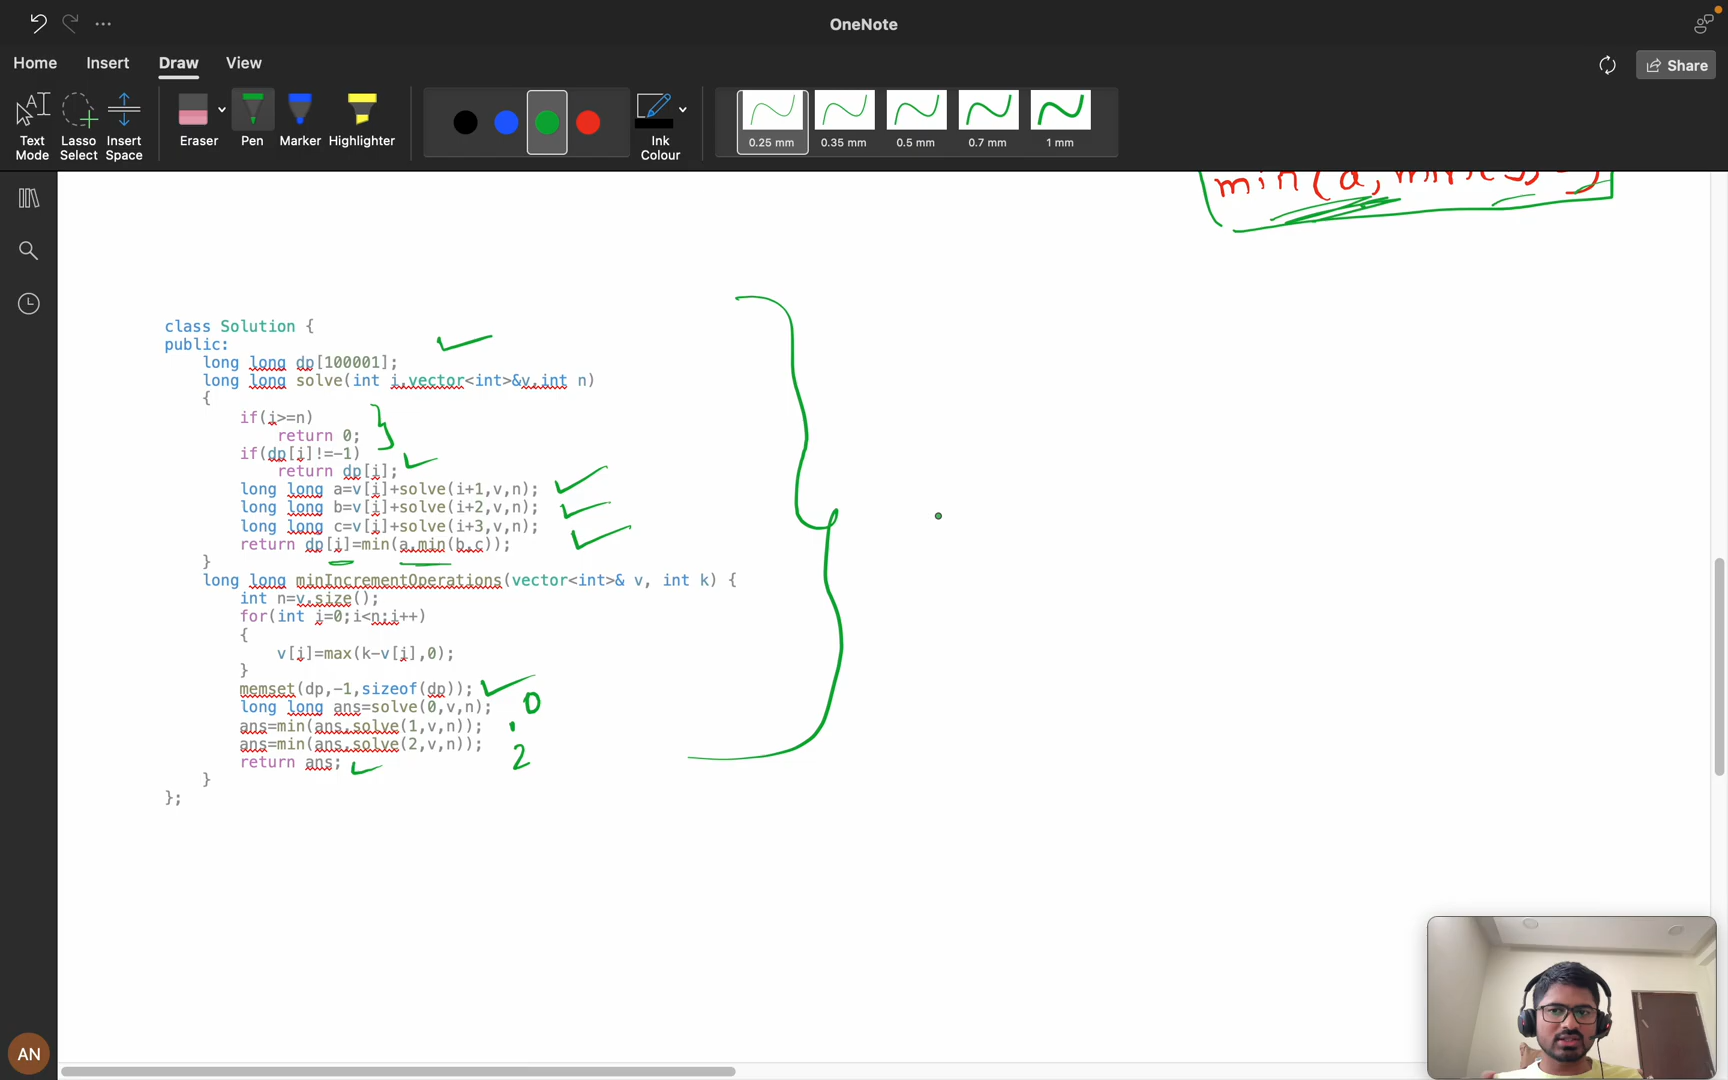 OneNote
Home Insert Draw View
Share
Text Mode
Lasso Select
Insert Space
Eraser
Pen
Marker
Highlighter
Ink Colour
0.25 mm
0.35 mm
0.5 mm
0.7 mm
1 mm
min(a,
class Solution {
public:
long long dp[100001];
long long solve(int i,vector<int>&v,int n)
{
if(i>=n)
return 0;
if(dp[i]!=-1)
return dp[i];
long long a=v[i]+solve(i+1,v,n);
long long b=v[i]+solve(i+2,v,n);
long long c=v[i]+solve(i+3,v,n);
return dp[i]=min(a,min(b,c));
}
long long minIncrementOperations(vector<int>& v, int k) {
int n=v.size();
for(int i=0;i<n;i++)
{
v[i]=max(k-v[i],0);
}
memset(dp,-1,sizeof(dp));
long long ans=solve(0,v,n); 0
ans=min(ans,solve(1,v,n));
ans=min(ans,solve(2,v,n)); 2
return ans;
}
};
AN